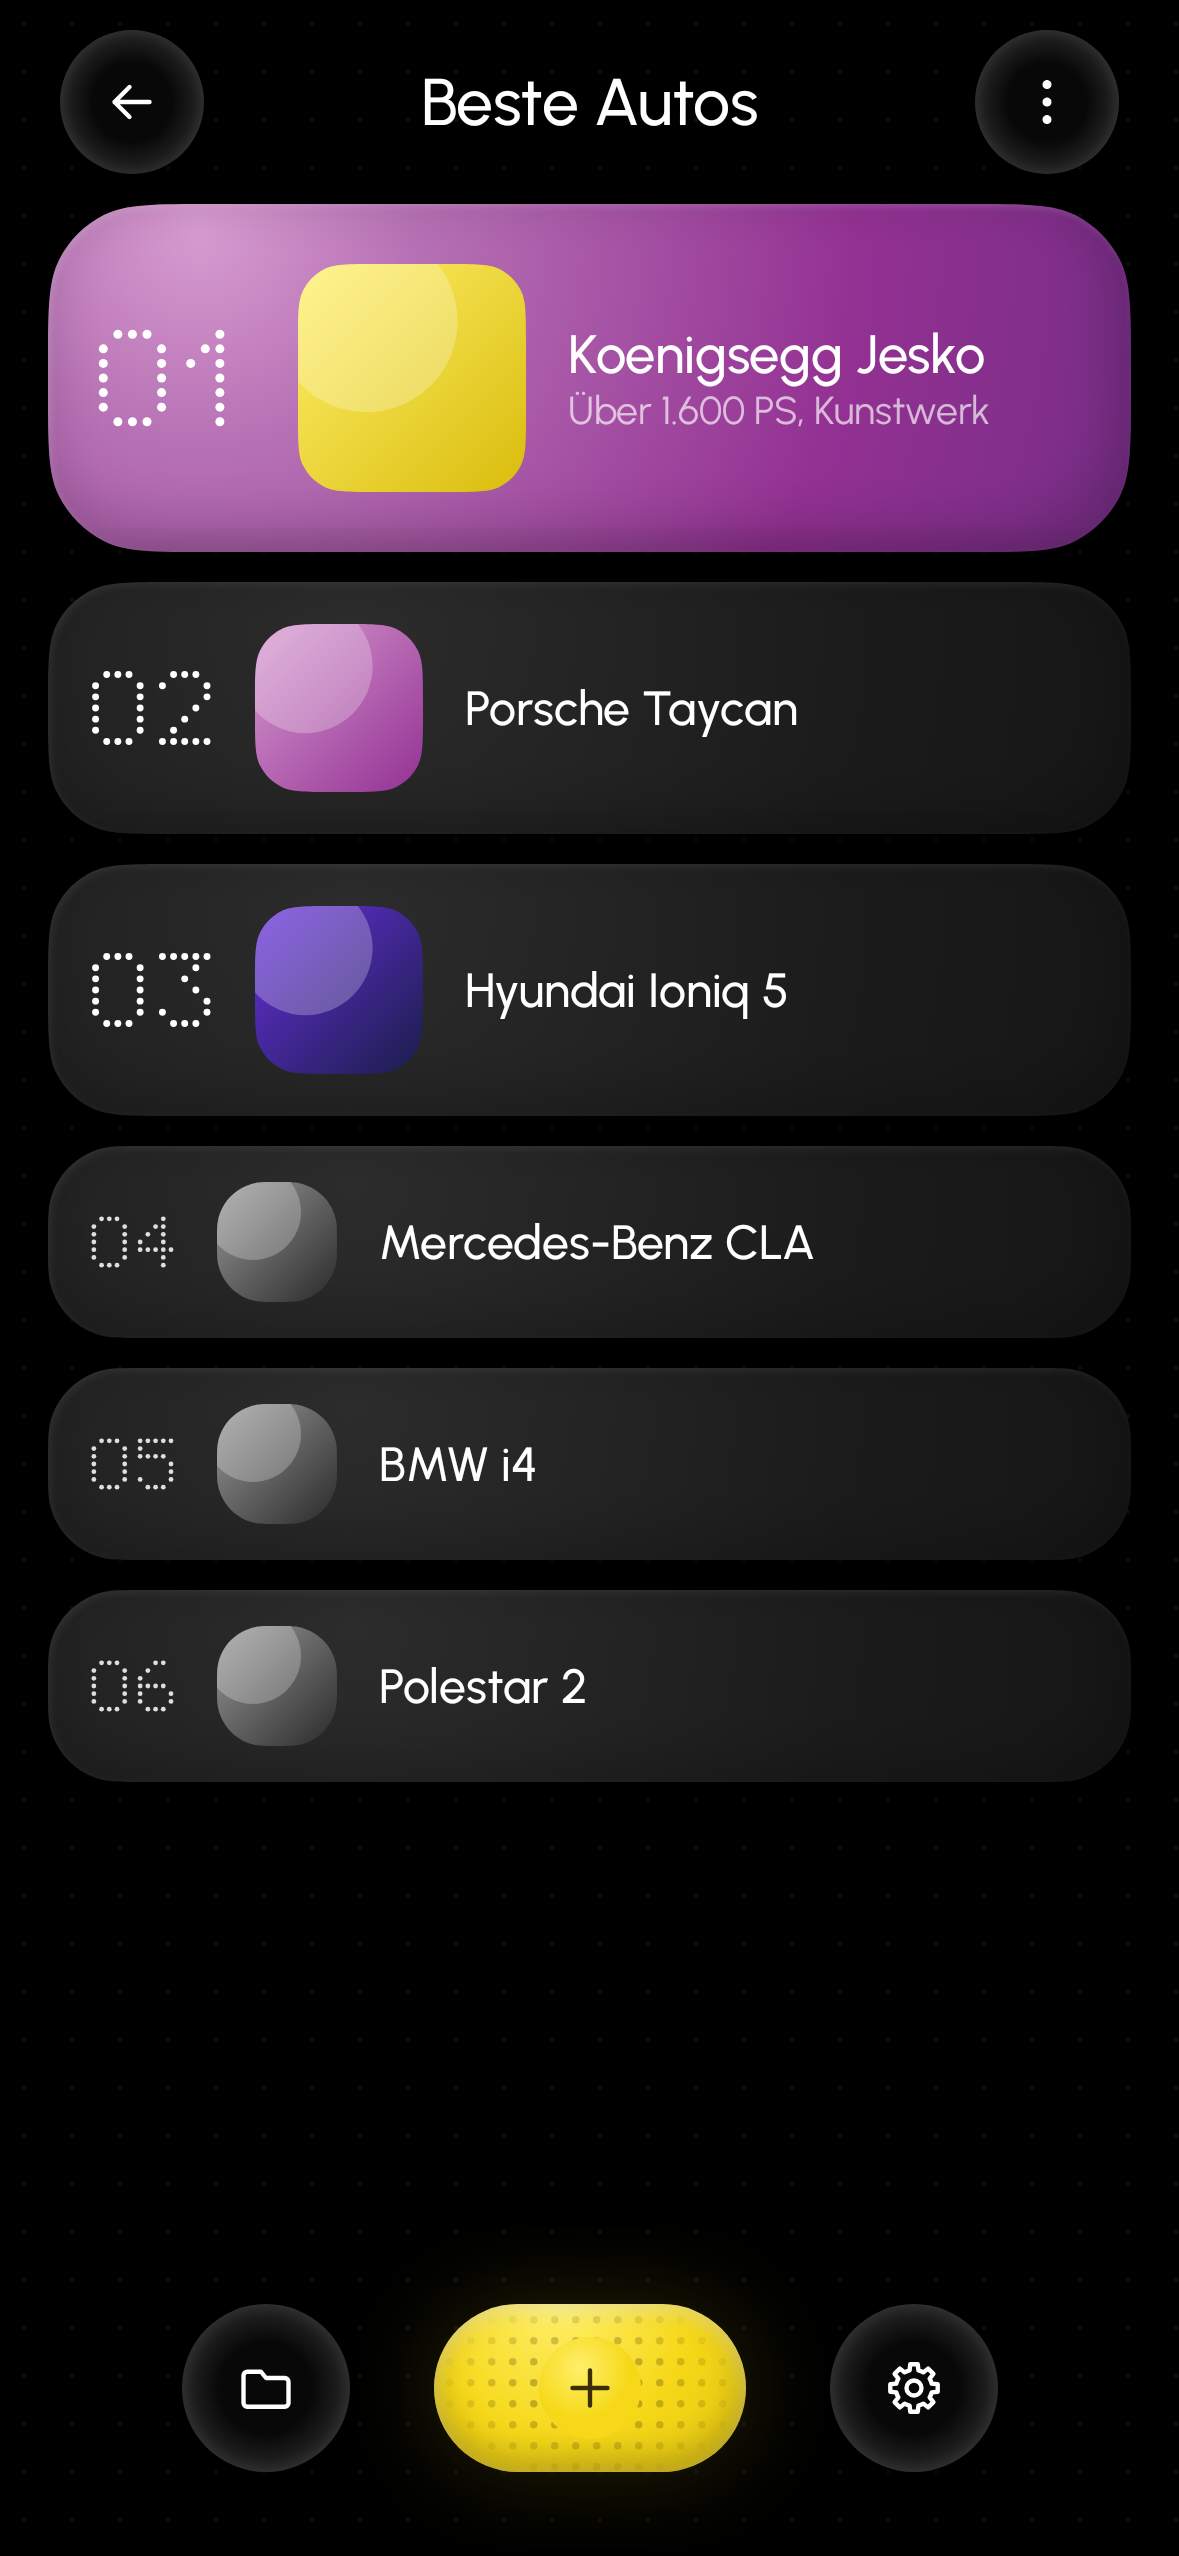 Beste Autos
01
Koenigsegg Jesko
Über 1.600 PS, Kunstwerk
02
Porsche Taycan
03
Hyundai Ioniq 5
04
Mercedes-Benz CLA
05
BMW i4
06
Polestar 2